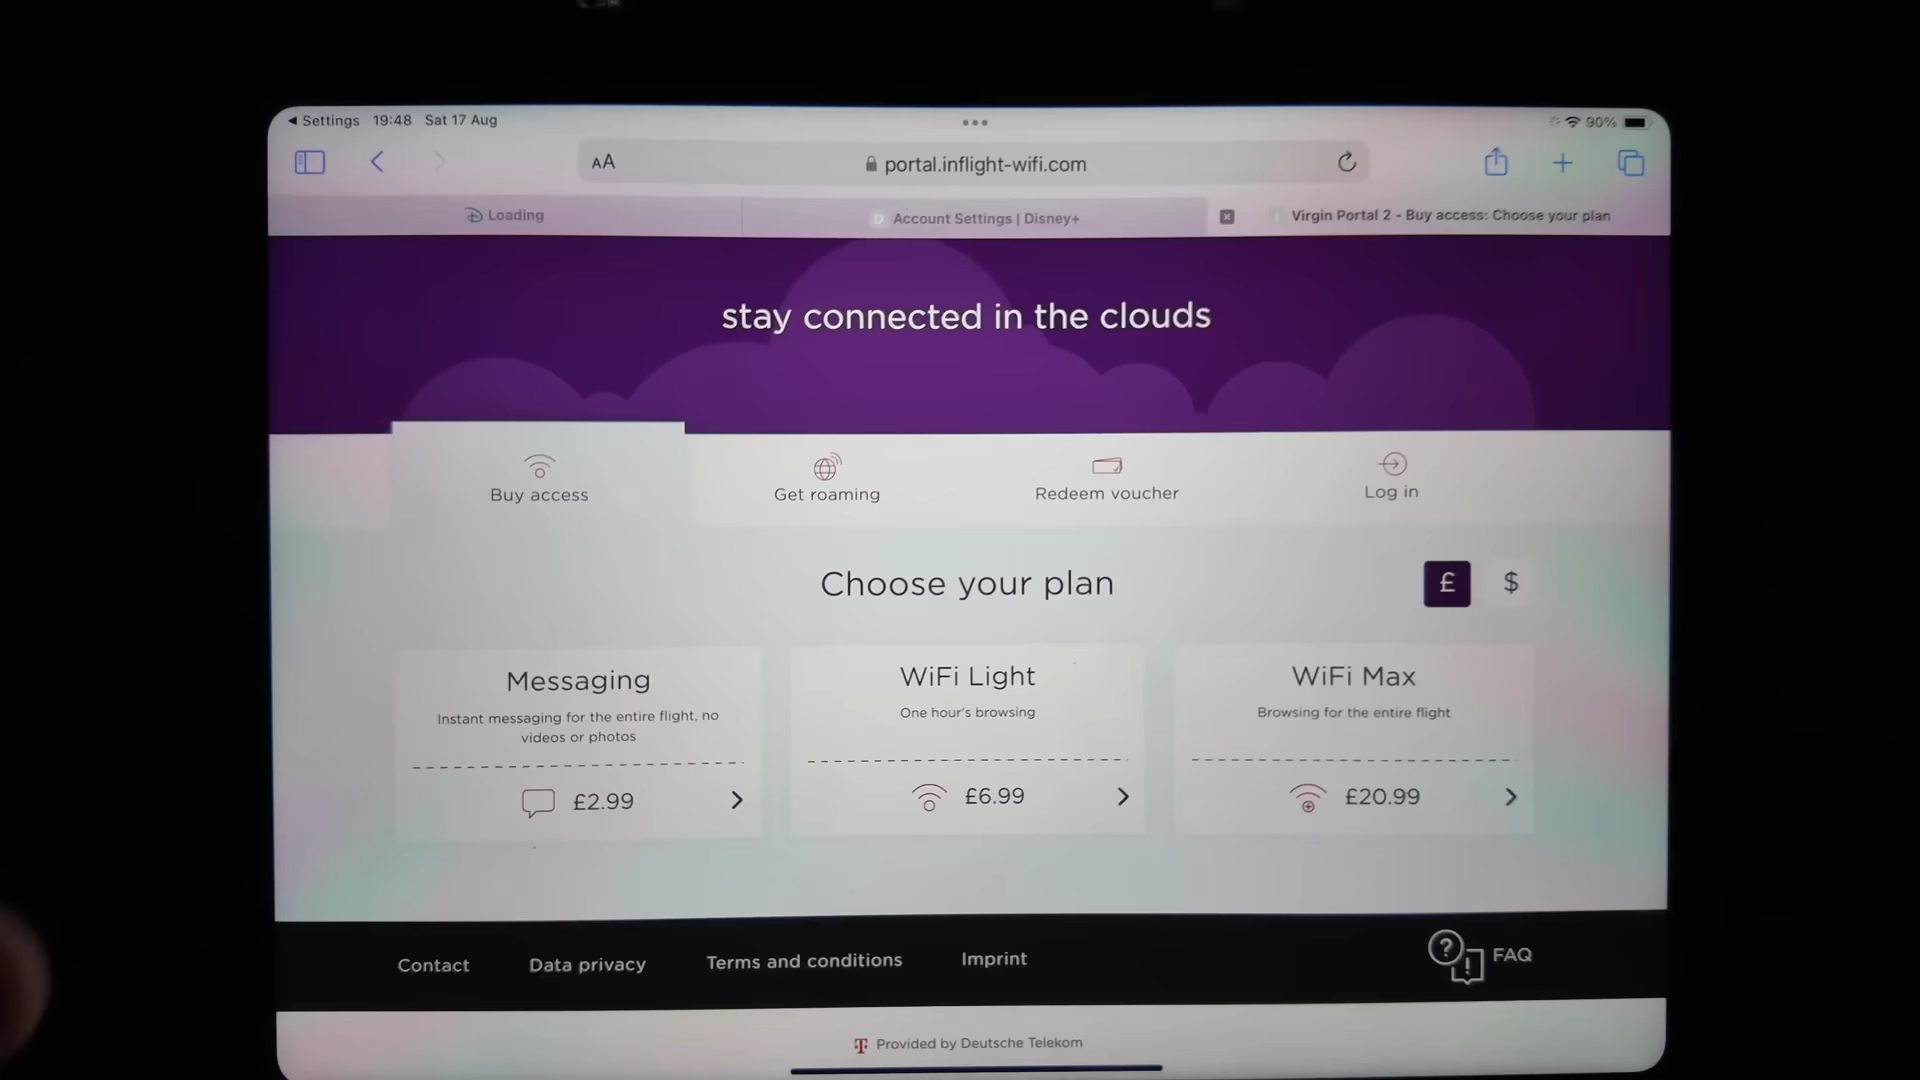 Settings 19:48 Sat 17 Aug
90%
AA
portal.inflight-wifi.com
Loading
Account Settings | Disney+
Virgin Portal 2 - Buy access: Choose your plan
stay connected in the clouds
Buy access
Get roaming
Redeem voucher
Log in
Choose your plan
£
$
Messaging
Instant messaging for the entire flight, no
videos or photos
£2.99
WiFi Light
One hour's browsing
£6.99
WiFi Max
Browsing for the entire flight
£20.99
Contact
Data privacy
Terms and conditions
Imprint
FAQ
T Provided by Deutsche Telekom